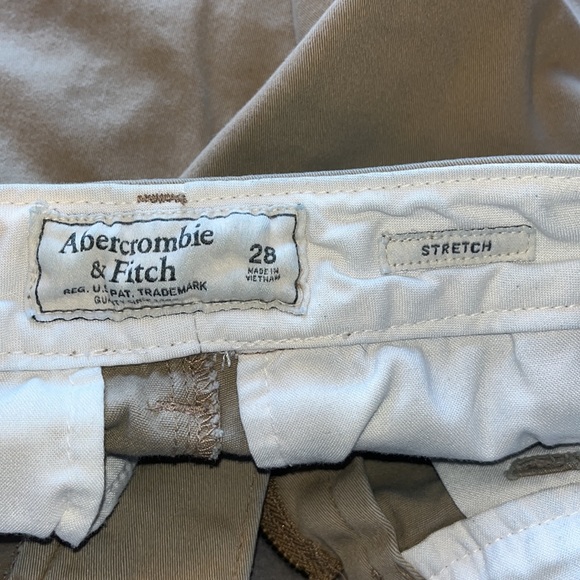 Abercrombie
& Fitch
REG. U.S. PAT. TRADEMARK
28
MADE IN
VIETNAM
STRETCH